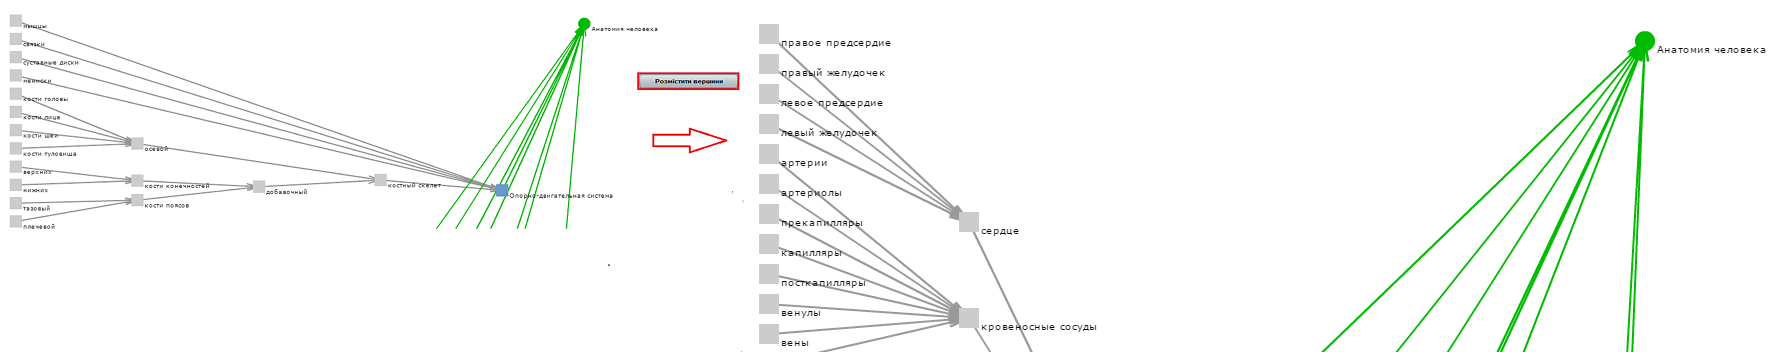 мышцы
связки
суставные диски
мениски
кости головы
кости лица
кости шеи
кости туловища
верхних
нижних
тазовый
плечевой
осевой
кости конечностей
кости поясов
добавочный
костный скелет
Опорно-двигательная система
Анатомия человека
Розмістити вершини
правое предсердие
правый желудочек
левое предсердие
левый желудочек
артерии
артериолы
прекапилляры
капилляры
посткапилляры
венулы
вены
сердце
кровеносные сосуды
Анатомия человека